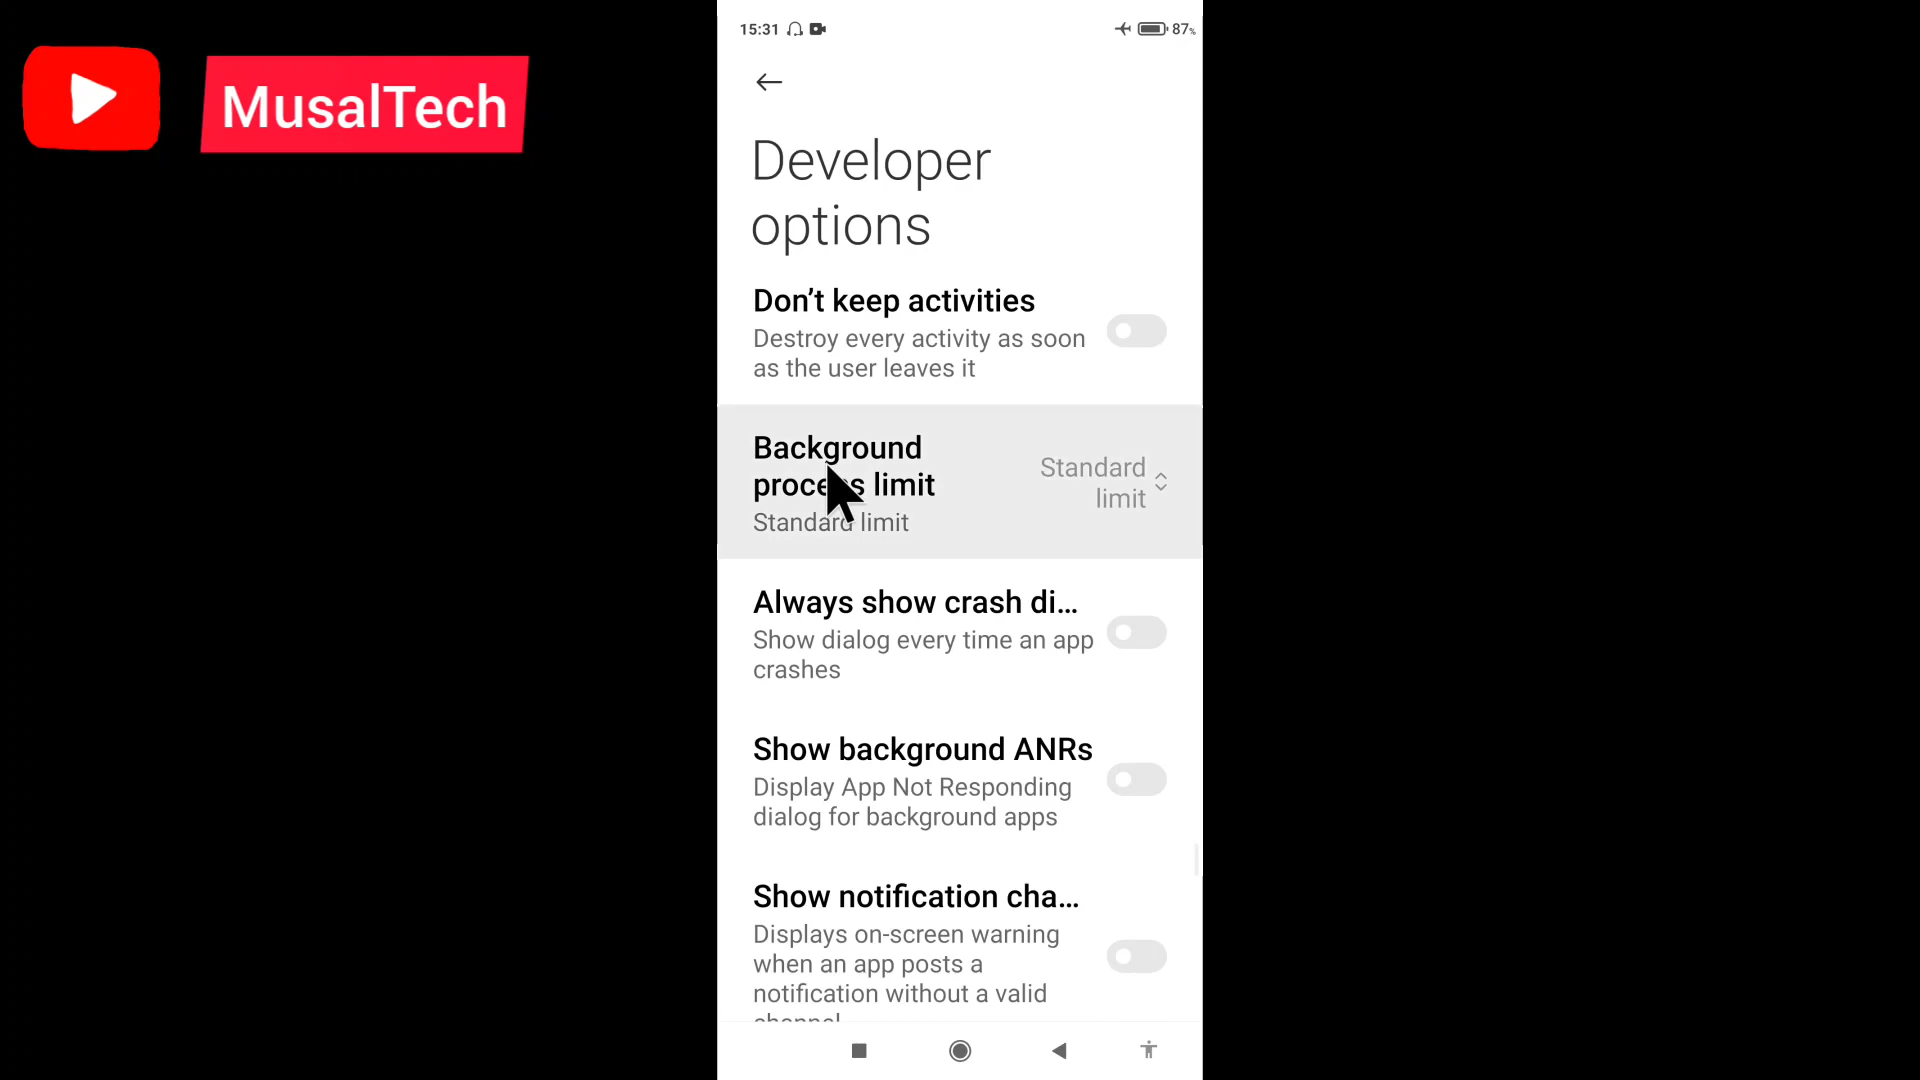 MusalTech
15:31
87%
Developer
options
Don't keep activities
Destroy every activity as soon
as the user leaves it
Background
process limit
Standard limit
Standard
limit
Always show crash di...
Show dialog every time an app
crashes
Show background ANRs
Display App Not Responding
dialog for background apps
Show notification cha...
Displays on-screen warning
when an app posts a
notification without a valid
channel